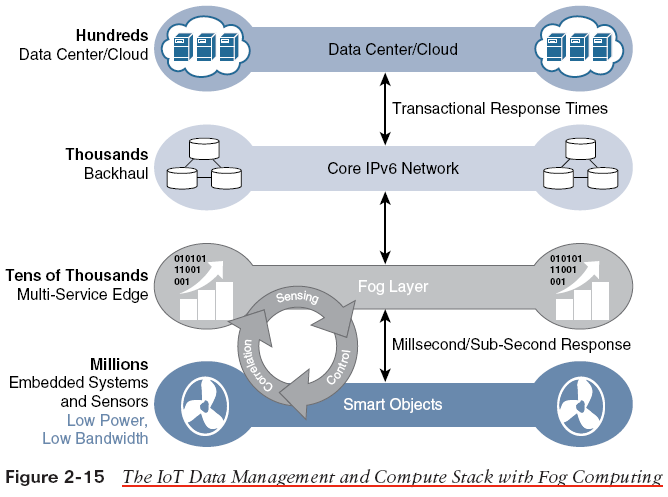 Hundreds
Data Center/Cloud
Data Center/Cloud
Transactional Response Times
Thousands
Backhaul
Core IPv6 Network
Tens of Thousands
Multi-Service Edge
010101
11001
001
Fog Layer
010101
11001
001
Sensing
Control
Correlation
Millsecond/Sub-Second Response
Millions
Embedded Systems
and Sensors
Low Power,
Low Bandwidth
Smart Objects
Figure 2-15 The IoT Data Management and Compute Stack with Fog Computing